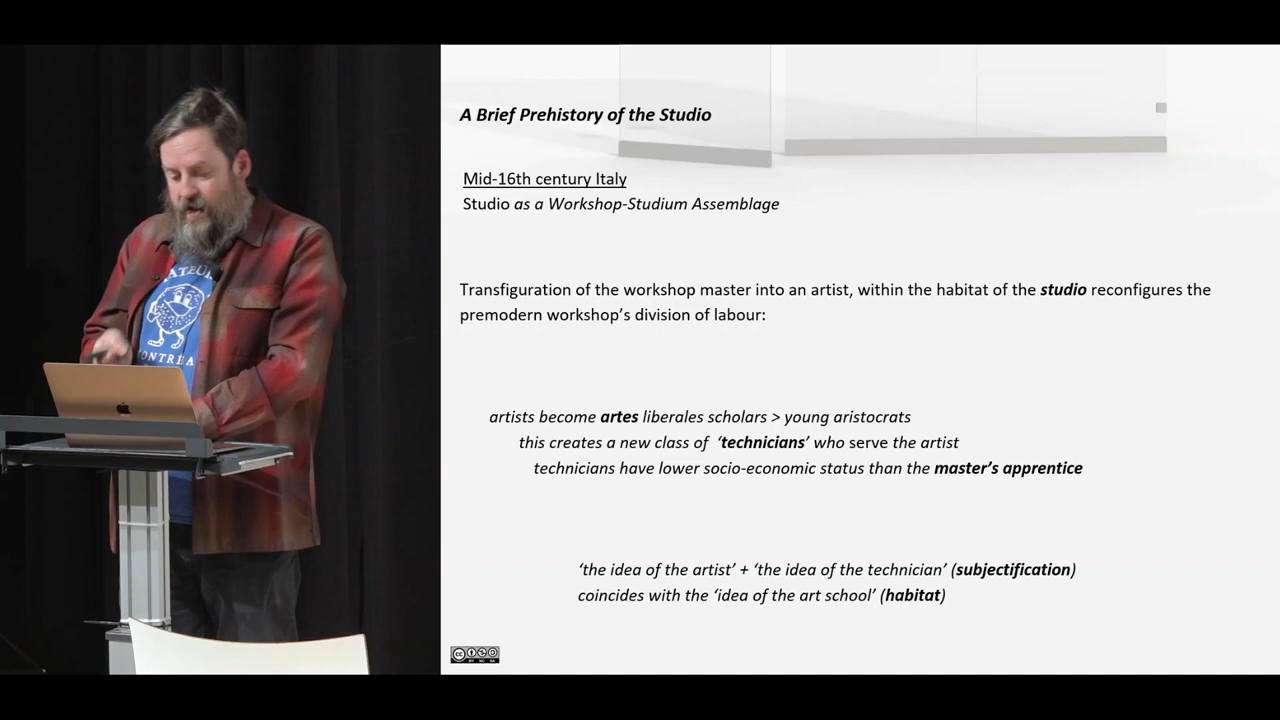 A Brief Prehistory of the Studio
Mid-16th century Italy
Studio as a Workshop-Studium Assemblage
Transfiguration of the workshop master into an artist, within the habitat of the studio reconfigures the
premodern workshop’s division of labour:
artists become artes liberales scholars > young aristocrats
this creates a new class of ‘technicians’ who serve the artist
technicians have lower socio-economic status than the master’s apprentice
‘the idea of the artist’ + ‘the idea of the technician’ (subjectification)
coincides with the ‘idea of the art school’ (habitat)
cc
BY NC SA